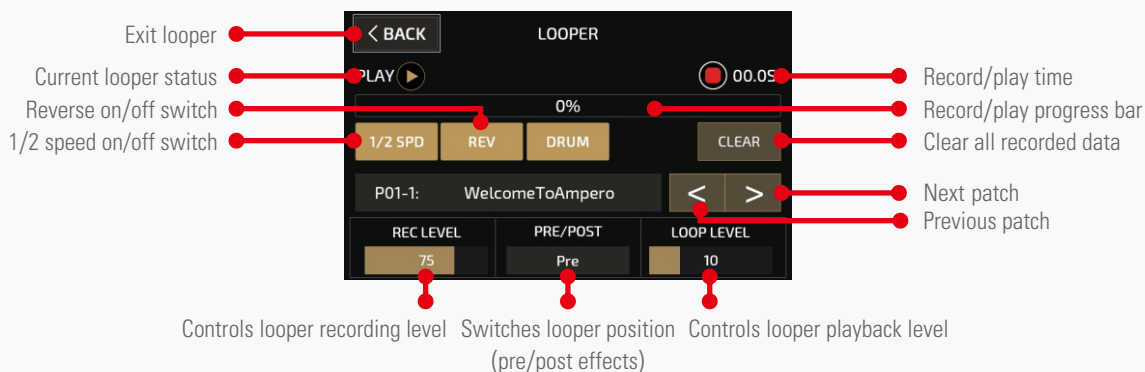 Exit looper
Current looper status
Reverse on/off switch
1/2 speed on/off switch
< BACK
LOOPER
PLAY
00.0S
0%
1/2 SPD
REV
DRUM
CLEAR
P01-1: WelcomeToAmpero
< >
REC LEVEL
PRE/POST
LOOP LEVEL
75
Pre
10
Record/play time
Record/play progress bar
Clear all recorded data
Next patch
Previous patch
Controls looper recording level
Switches looper position
(pre/post effects)
Controls looper playback level